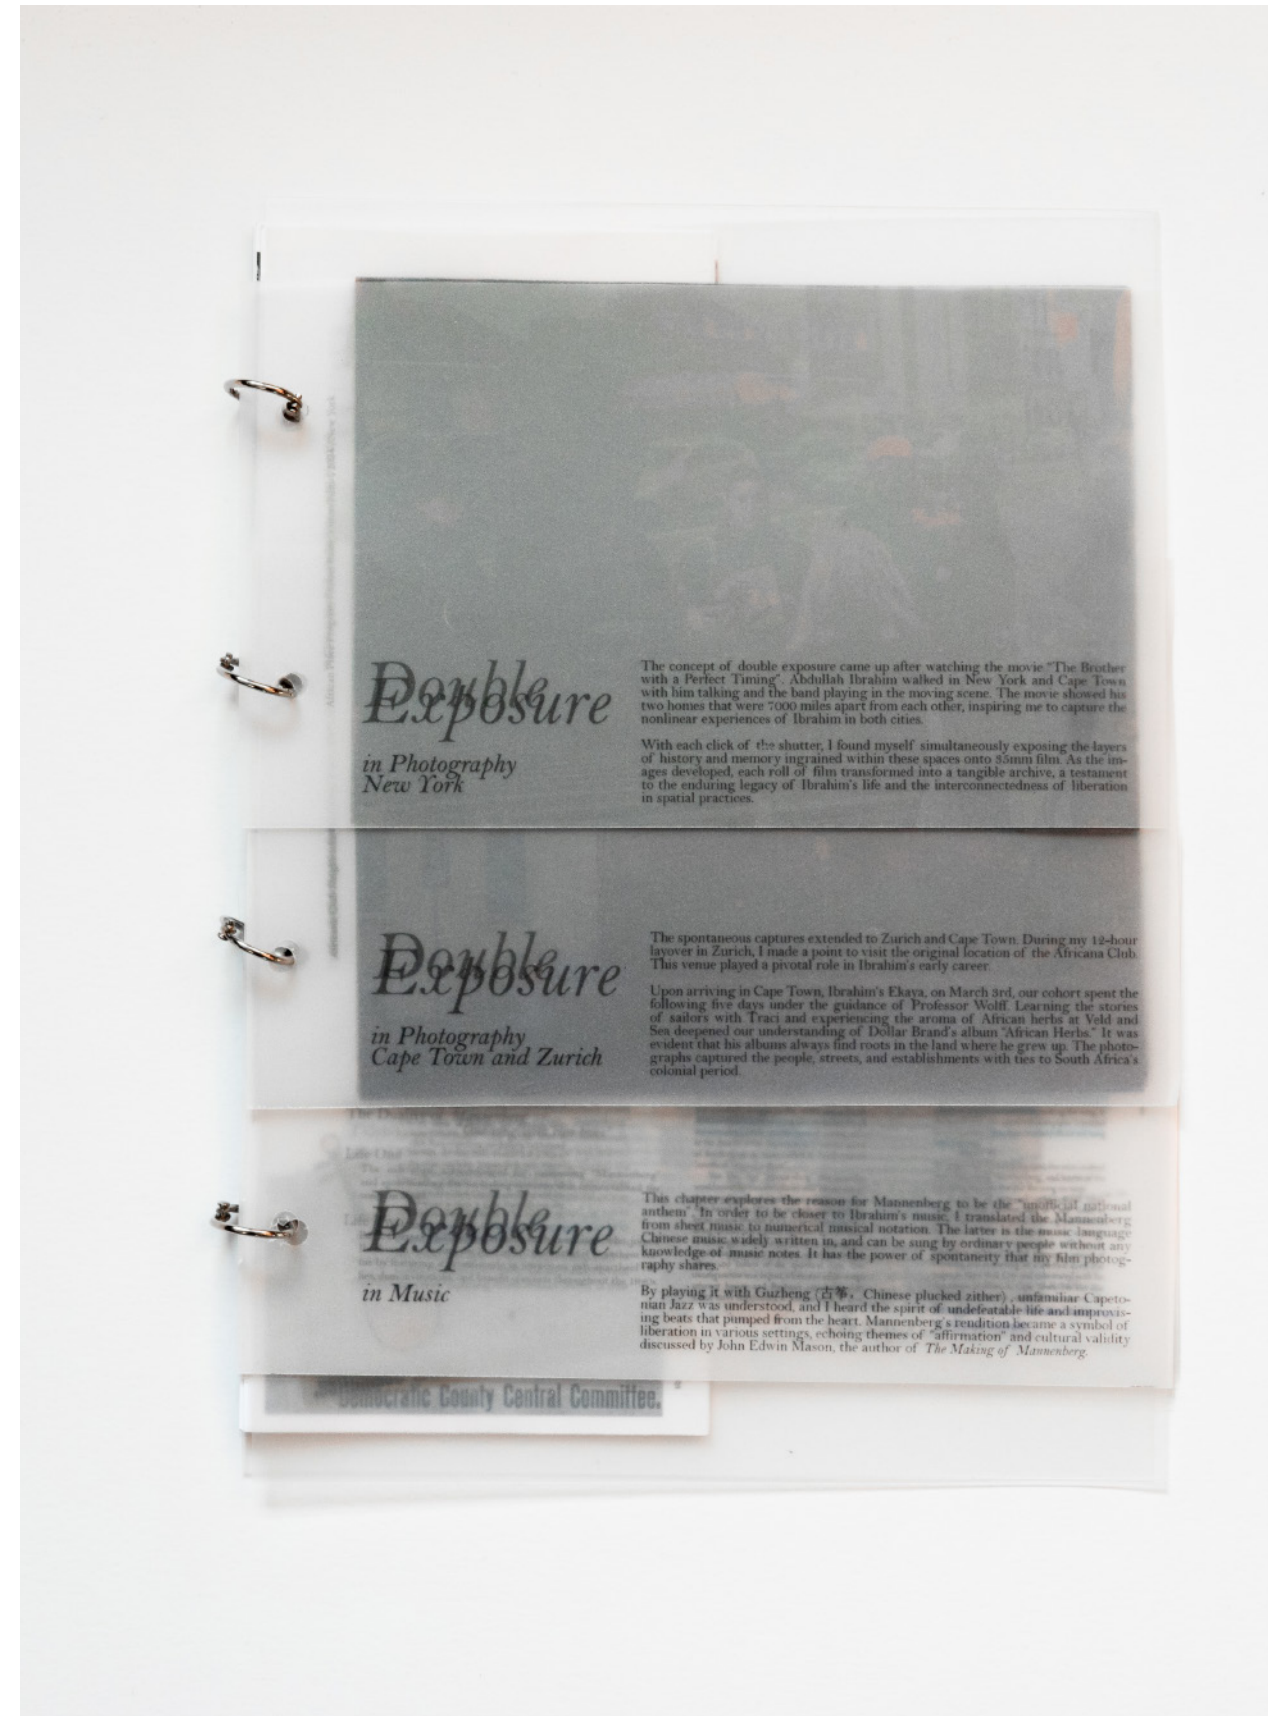 Double
Exposure
in Photography
New York
The concept of double exposure came up after watching the movie "The Brother
with a Perfect Timing". Abdullah Ibrahim walked in New York and Cape Town
with him talking and the band playing in the moving scene. The movie showed his
two homes that were 7000 miles apart from each other, inspiring me to capture the
nonlinear experiences of Ibrahim in both cities.
With each click of the shutter, I found myself simultaneously exposing the layers
of history and memory ingrained within these spaces onto 35mm film. As the im-
ages developed, each roll of film transformed into a tangible archive, a testament
to the enduring legacy of Ibrahim's life and the interconnectedness of liberation
in spatial practices.
Double
Exposure
in Photography
Cape Town and Zurich
The spontaneous captures extended to Zurich and Cape Town. During my 12-hour
layover in Zurich, I made a point to visit the original location of the Africana Club.
This venue played a pivotal role in Ibrahim's early career.
Upon arriving in Cape Town, Ibrahim's Ekaya, on March 3rd, our cohort spent the
following five days under the guidance of Professor Wolff. Learning the stories
of sailors with Traci and experiencing the aroma of African herbs at Veld and
Sea deepened our understanding of Dollar Brand's album "African Herbs." It was
evident that his albums always find roots in the land where he grew up. The photo-
graphs captured the people, streets, and establishments with ties to South Africa's
colonial period.
Double
Exposure
in Music
This chapter explores the reason for Mannenberg to be the "unofficial national
anthem". In order to be closer to Ibrahim's music, I translated the Mannenberg
from sheet music to numerical musical notation. The latter is the music language
Chinese music widely written in, and can be sung by ordinary people without any
knowledge of music notes. It has the power of spontaneity that my film photog-
raphy shares.
By playing it with Guzheng (古筝, Chinese plucked zither), unfamiliar Capeto-
nian Jazz was understood, and I heard the spirit of undefeatable life and improvis-
ing beats that pumped from the heart. Mannenberg's rendition became a symbol of
liberation in various settings, echoing themes of "affirmation" and cultural validity
discussed by John Edwin Mason, the author of The Making of Mannenberg.
Democratic County Central Committee.